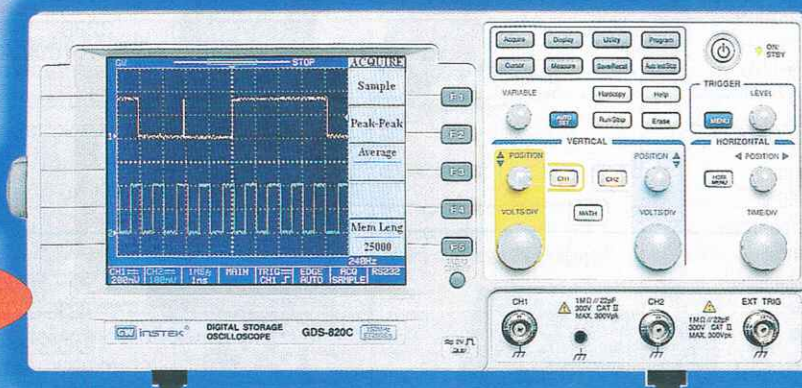 GW STOP ACQUIRE
Sample
Peak-Peak
Average
Mem Leng
25000
240Hz
CH1 CH2 MAIN TRIG EDGE ACQ RS232
200mV 100mV 1ms CH1 AUTO SAMPLE
F1
F2
F3
F4
F5
Acquire Display Utility Program
Cursor Measure Save/Recall Autotest/Stop
ON/
STBY
VARIABLE
AUTO
SET
Hardcopy Help
Run/Stop Erase
TRIGGER
MENU
LEVEL
VERTICAL
POSITION
CH1
CH2
POSITION
VOLTS/DIV
MATH
VOLTS/DIV
HORIZONTAL
POSITION
HORI
MENU
TIME/DIV
GW INSTEK
DIGITAL STORAGE
OSCILLOSCOPE
GDS-820C
CH1
1MΩ // 22pF
300V CAT II
MAX. 300Vpk
CH2
1MΩ // 22pF
300V CAT II
MAX. 300Vpk
EXT TRIG